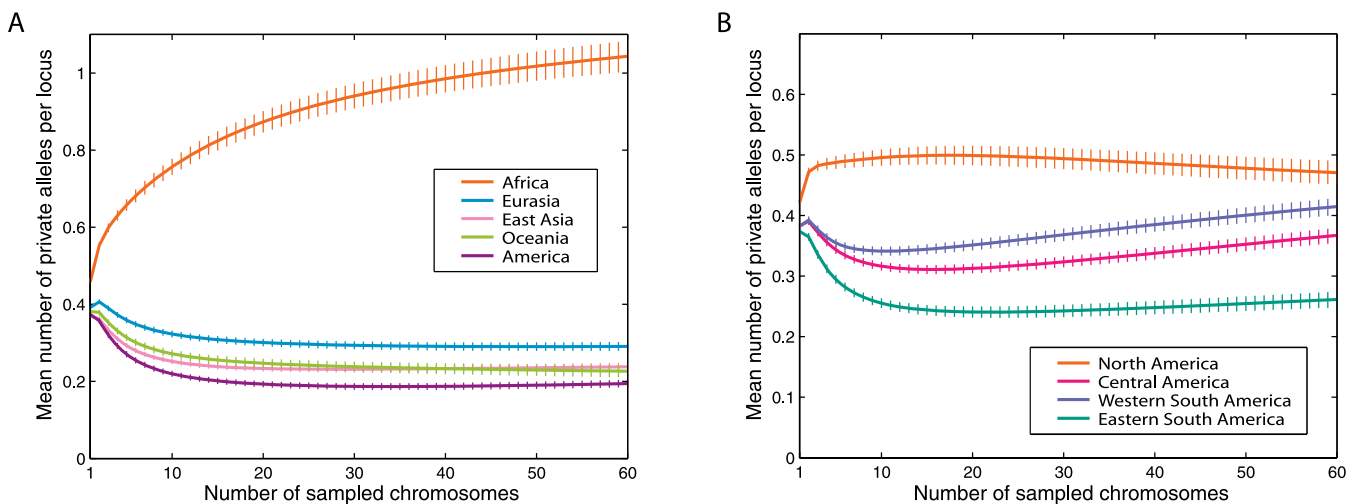 A
Mean number of private alleles per locus
1
0.8
0.6
0.4
0.2
0
1 10 20 30 40 50 60
Number of sampled chromosomes
Africa
Eurasia
East Asia
Oceania
America
B
Mean number of private alleles per locus
0.6
0.5
0.4
0.3
0.2
0.1
0
1 10 20 30 40 50 60
Number of sampled chromosomes
North America
Central America
Western South America
Eastern South America